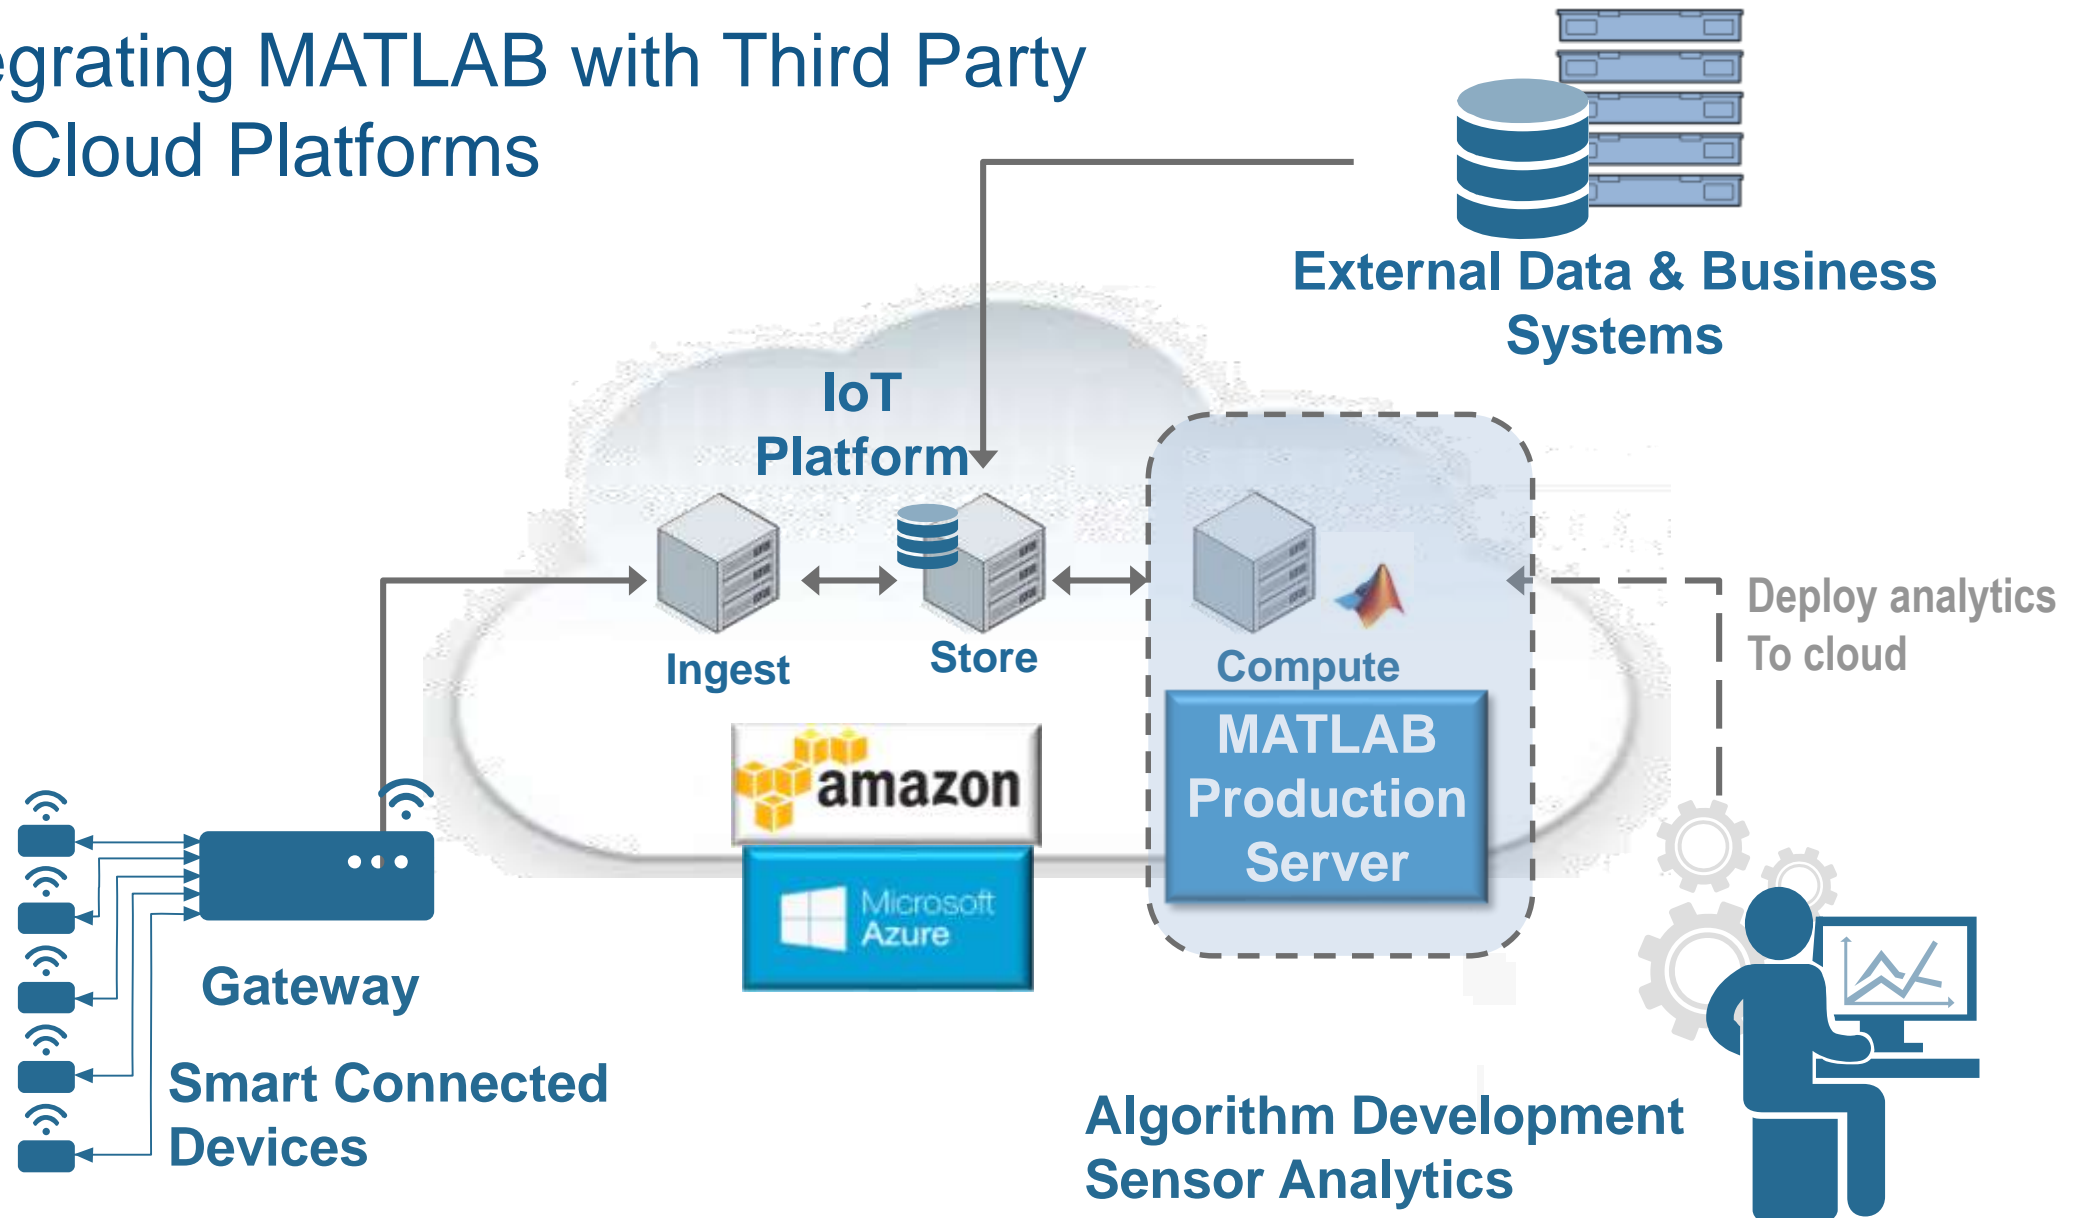 egrating MATLAB with Third Party
Cloud Platforms
External Data & Business
Systems
IoT
Platform
Ingest
Store
Compute
Deploy analytics
To cloud
amazon
MATLAB
Production
Server
Microsoft
Azure
Gateway
Smart Connected
Devices
Algorithm Development
Sensor Analytics